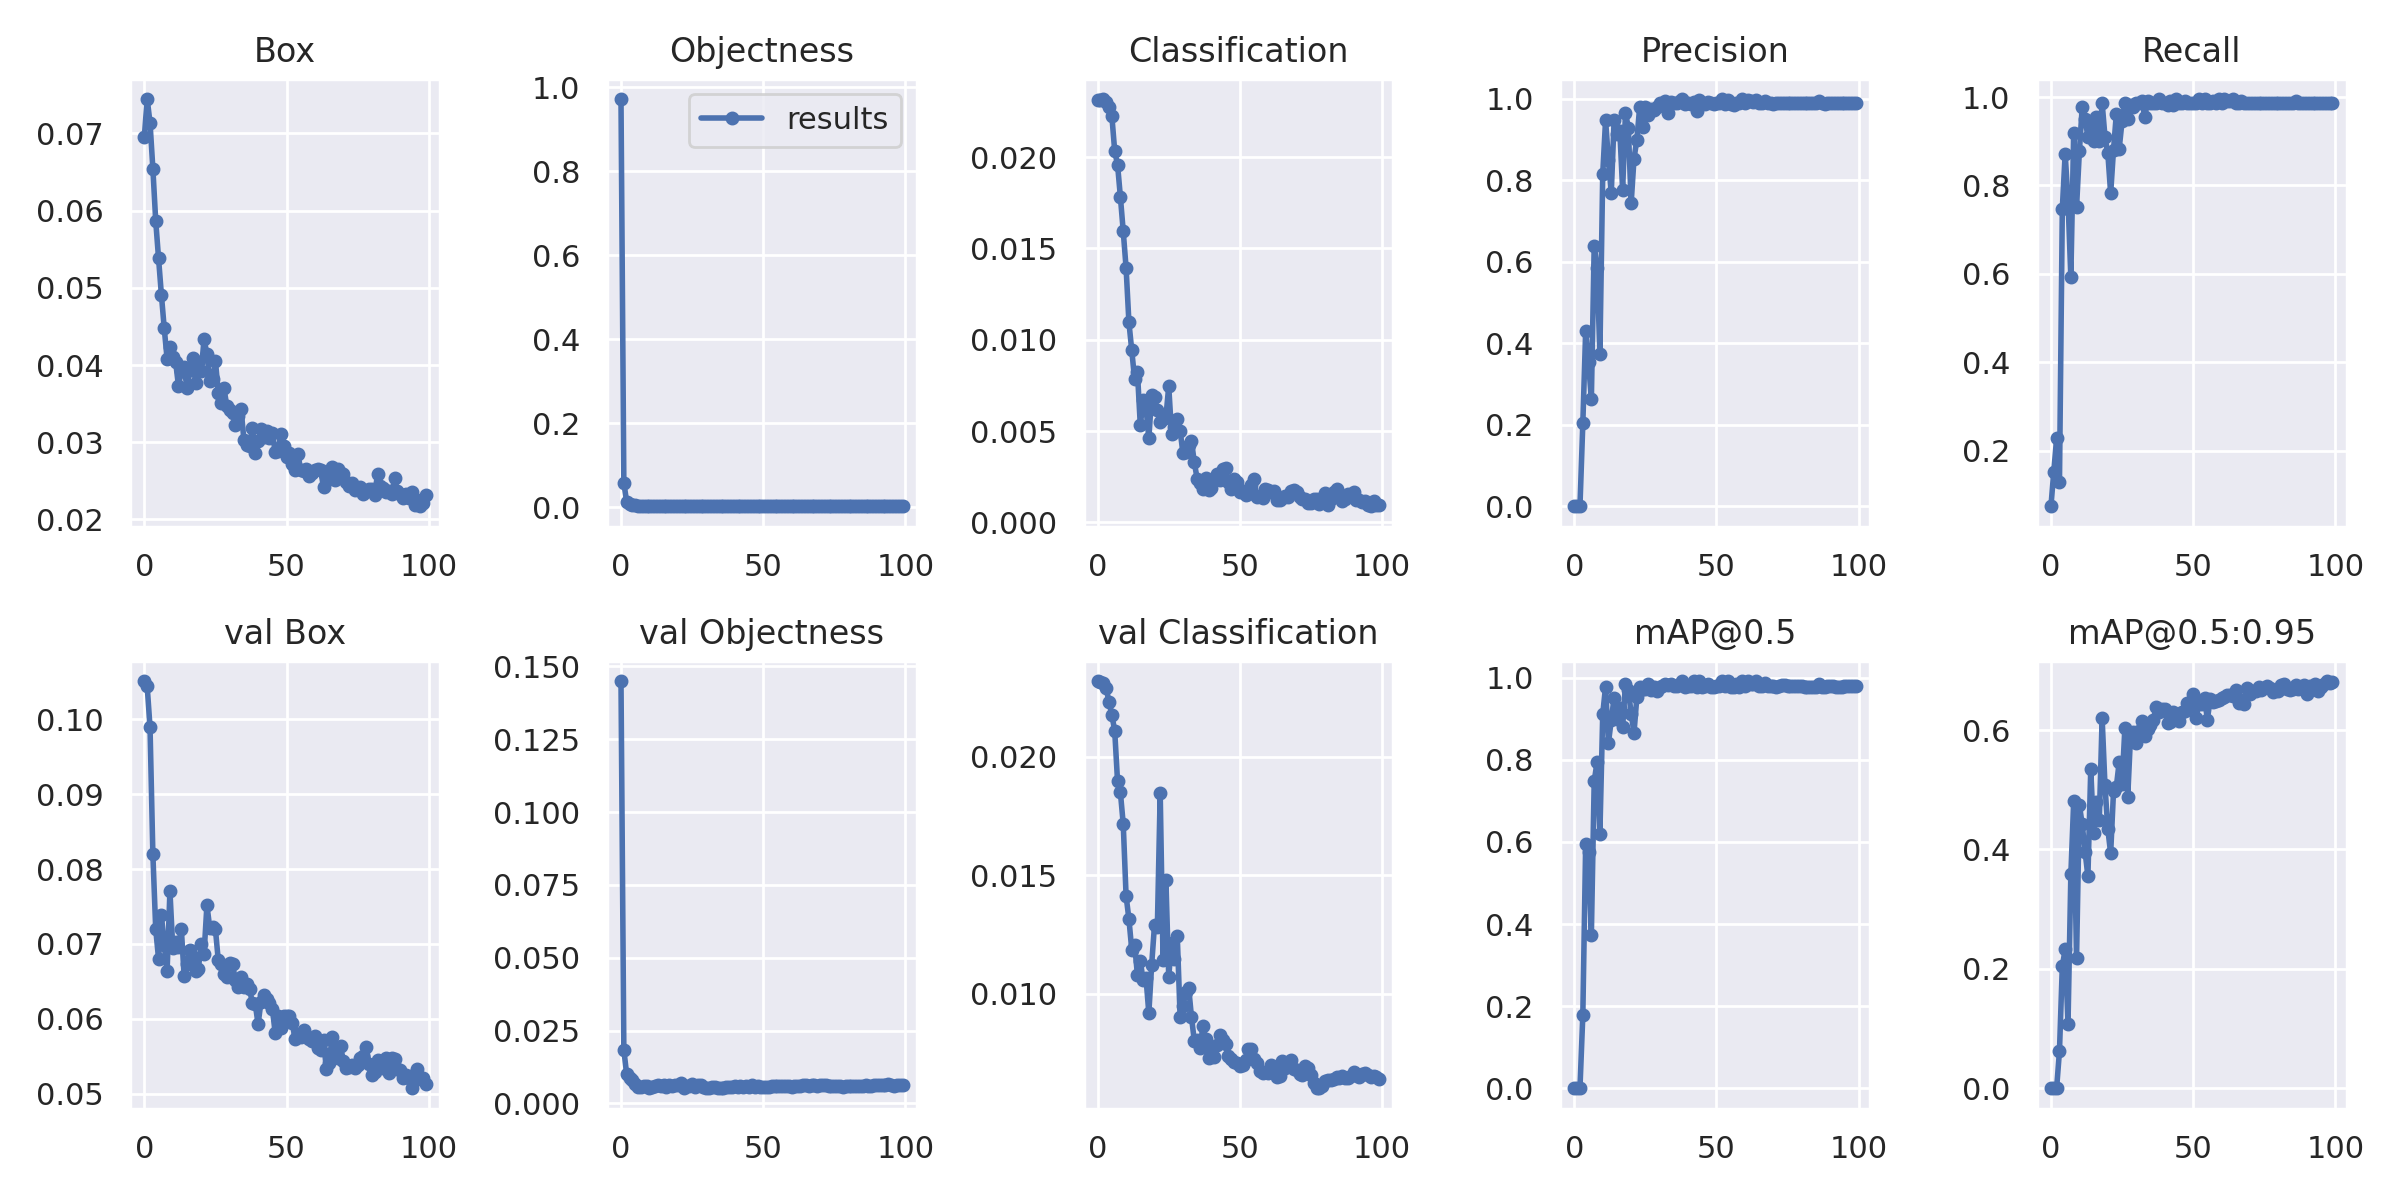 Box
Objectness
Classification
Precision
Recall
0.07
0.06
0.05
0.04
0.03
0.02
0 50 100
results
1.0
0.8
0.6
0.4
0.2
0.0
0 50 100
0.020
0.015
0.010
0.005
0.000
0 50 100
1.0
0.8
0.6
0.4
0.2
0.0
0 50 100
1.0
0.8
0.6
0.4
0.2
0 50 100
val Box
val Objectness
val Classification
mAP@0.5
mAP@0.5:0.95
0.10
0.09
0.08
0.07
0.06
0.05
0 50 100
0.150
0.125
0.100
0.075
0.050
0.025
0.000
0 50 100
0.020
0.015
0.010
0 50 100
1.0
0.8
0.6
0.4
0.2
0.0
0 50 100
0.6
0.4
0.2
0.0
0 50 100